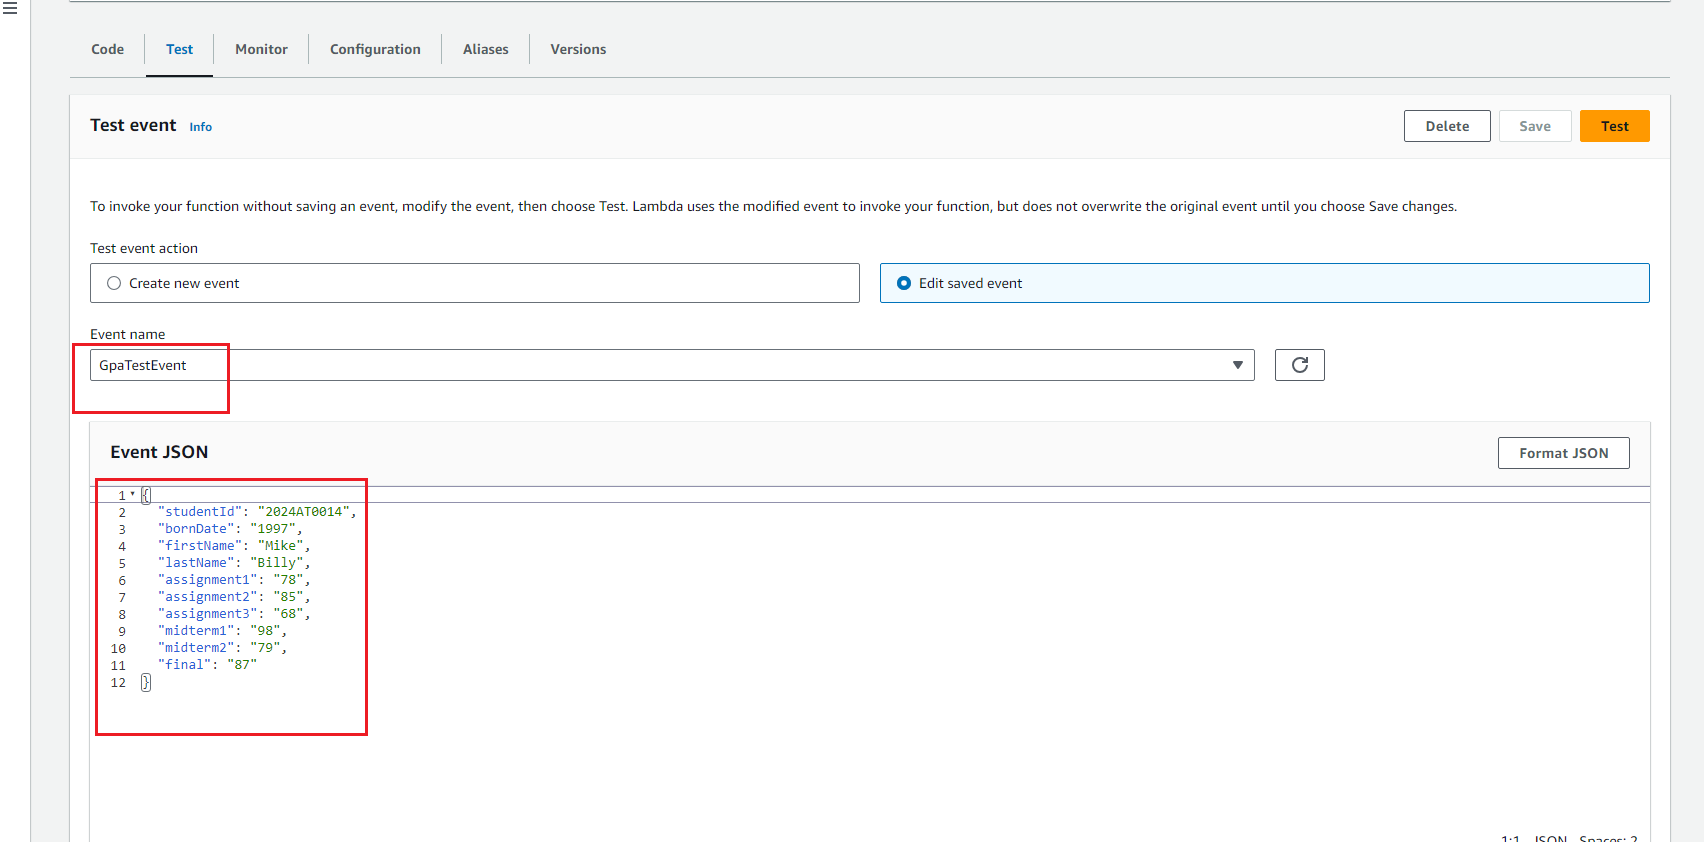 Code Test Monitor Configuration Aliases Versions
Test event Info Delete Save Test
To invoke your function without saving an event, modify the event, then choose Test. Lambda uses the modified event to invoke your function, but does not overwrite the original event until you choose Save changes.
Test event action
Create new event Edit saved event
Event name
GpaTestEvent
Event JSON Format JSON
1 {
2 "studentId": "2024AT0014",
3 "bornDate": "1997",
4 "firstName": "Mike",
5 "lastName": "Billy",
6 "assignment1": "78",
7 "assignment2": "85",
8 "assignment3": "68",
9 "midterm1": "98",
10 "midterm2": "79",
11 "final": "87"
12 }
1:1 JSON Spaces: 2